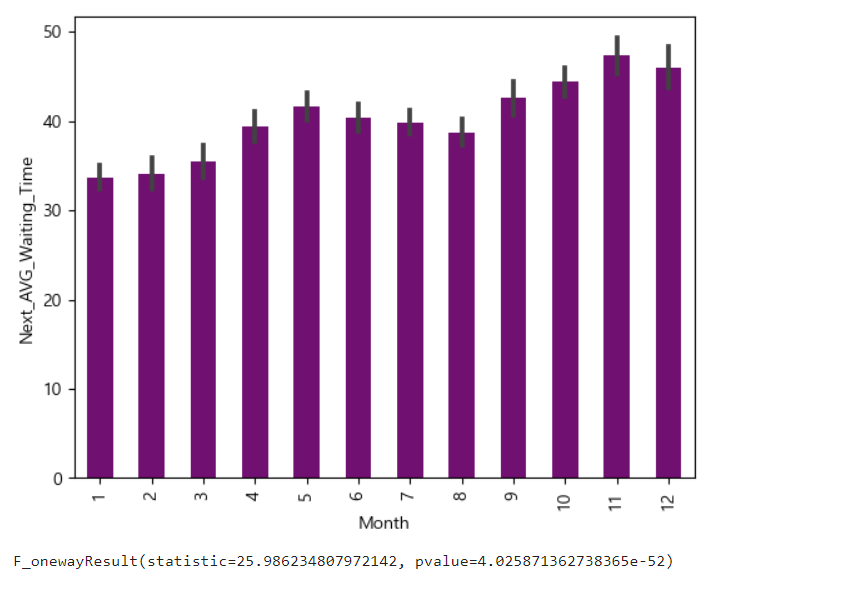 50
40
30
20
10
0
Next_AVG_Waiting_Time
1 2 3 4 5 6 7 8 9 10 11 12
Month
F_onewayResult(statistic=25.986234807972142, pvalue=4.025871362738365e-52)